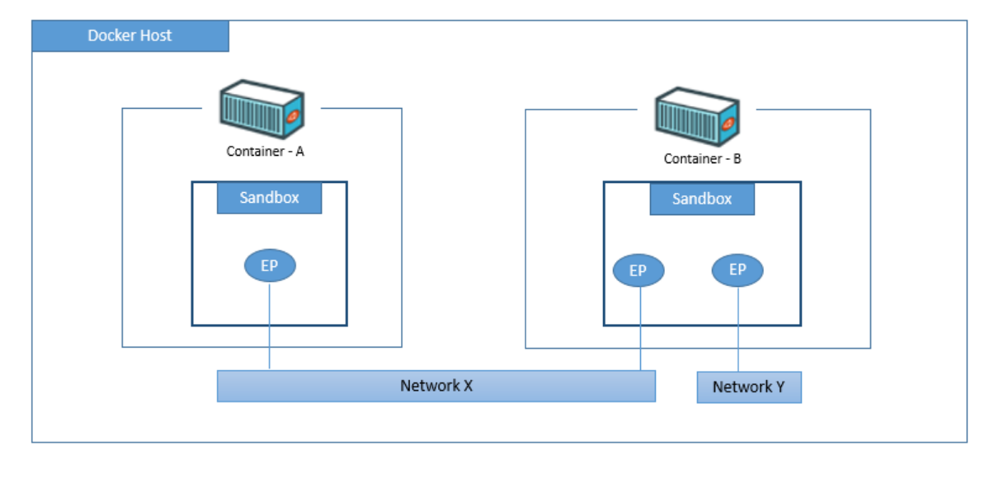 Docker Host
Container - A
Container - B
Sandbox
Sandbox
EP
EP
EP
Network X
Network Y